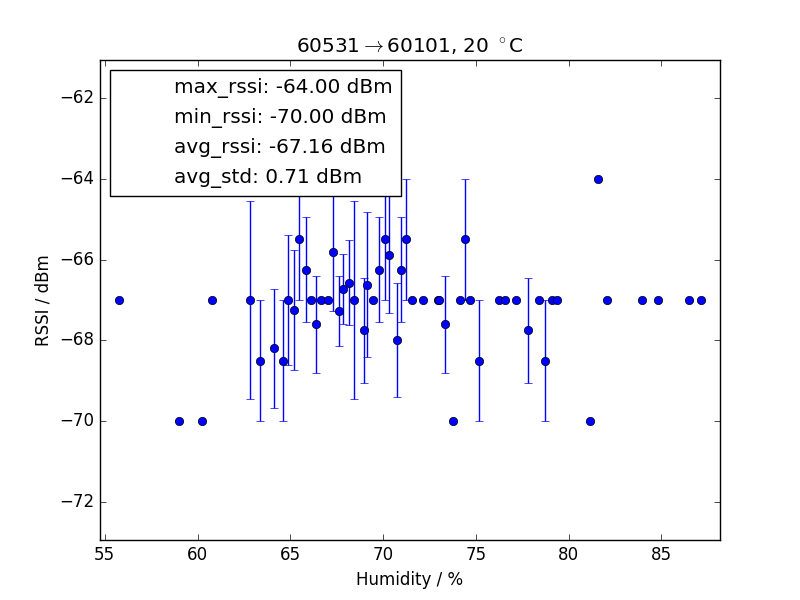 60531→60101, 20 °C
max_rssi: -64.00 dBm
min_rssi: -70.00 dBm
avg_rssi: -67.16 dBm
avg_std: 0.71 dBm
RSSI / dBm
−62
−64
−66
−68
−70
−72
55 60 65 70 75 80 85
Humidity / %